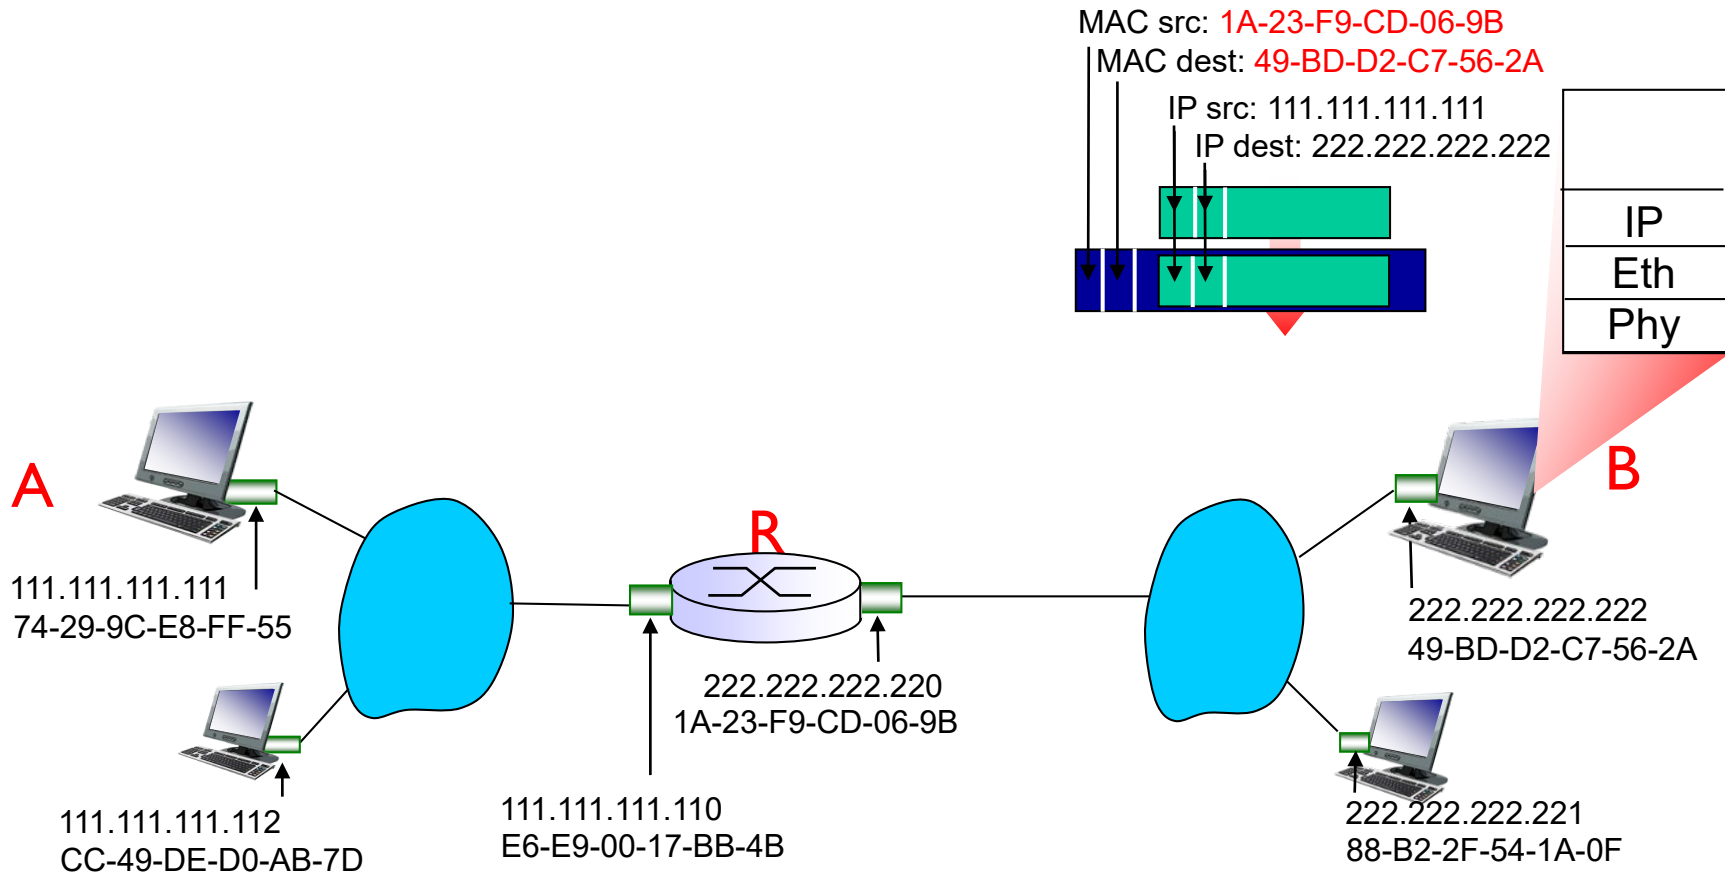 MAC src: 1A-23-F9-CD-06-9B
MAC dest: 49-BD-D2-C7-56-2A
IP src: 111.111.111.111
IP dest: 222.222.222.222
IP
Eth
Phy
A
B
R
111.111.111.111
74-29-9C-E8-FF-55
222.222.222.222
49-BD-D2-C7-56-2A
222.222.222.220
1A-23-F9-CD-06-9B
111.111.111.112
CC-49-DE-D0-AB-7D
111.111.111.110
E6-E9-00-17-BB-4B
222.222.222.221
88-B2-2F-54-1A-0F